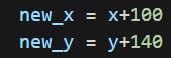 new_x = x+100
new_y = y+140